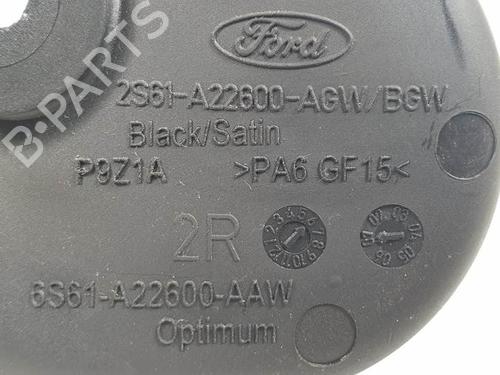 Ford
2S61-A22600-AGW/BGW
Black/Satin
P9Z1A >PA6 GF15<
2R
6S61-A22600-AAW
Optimum
B-PARTS